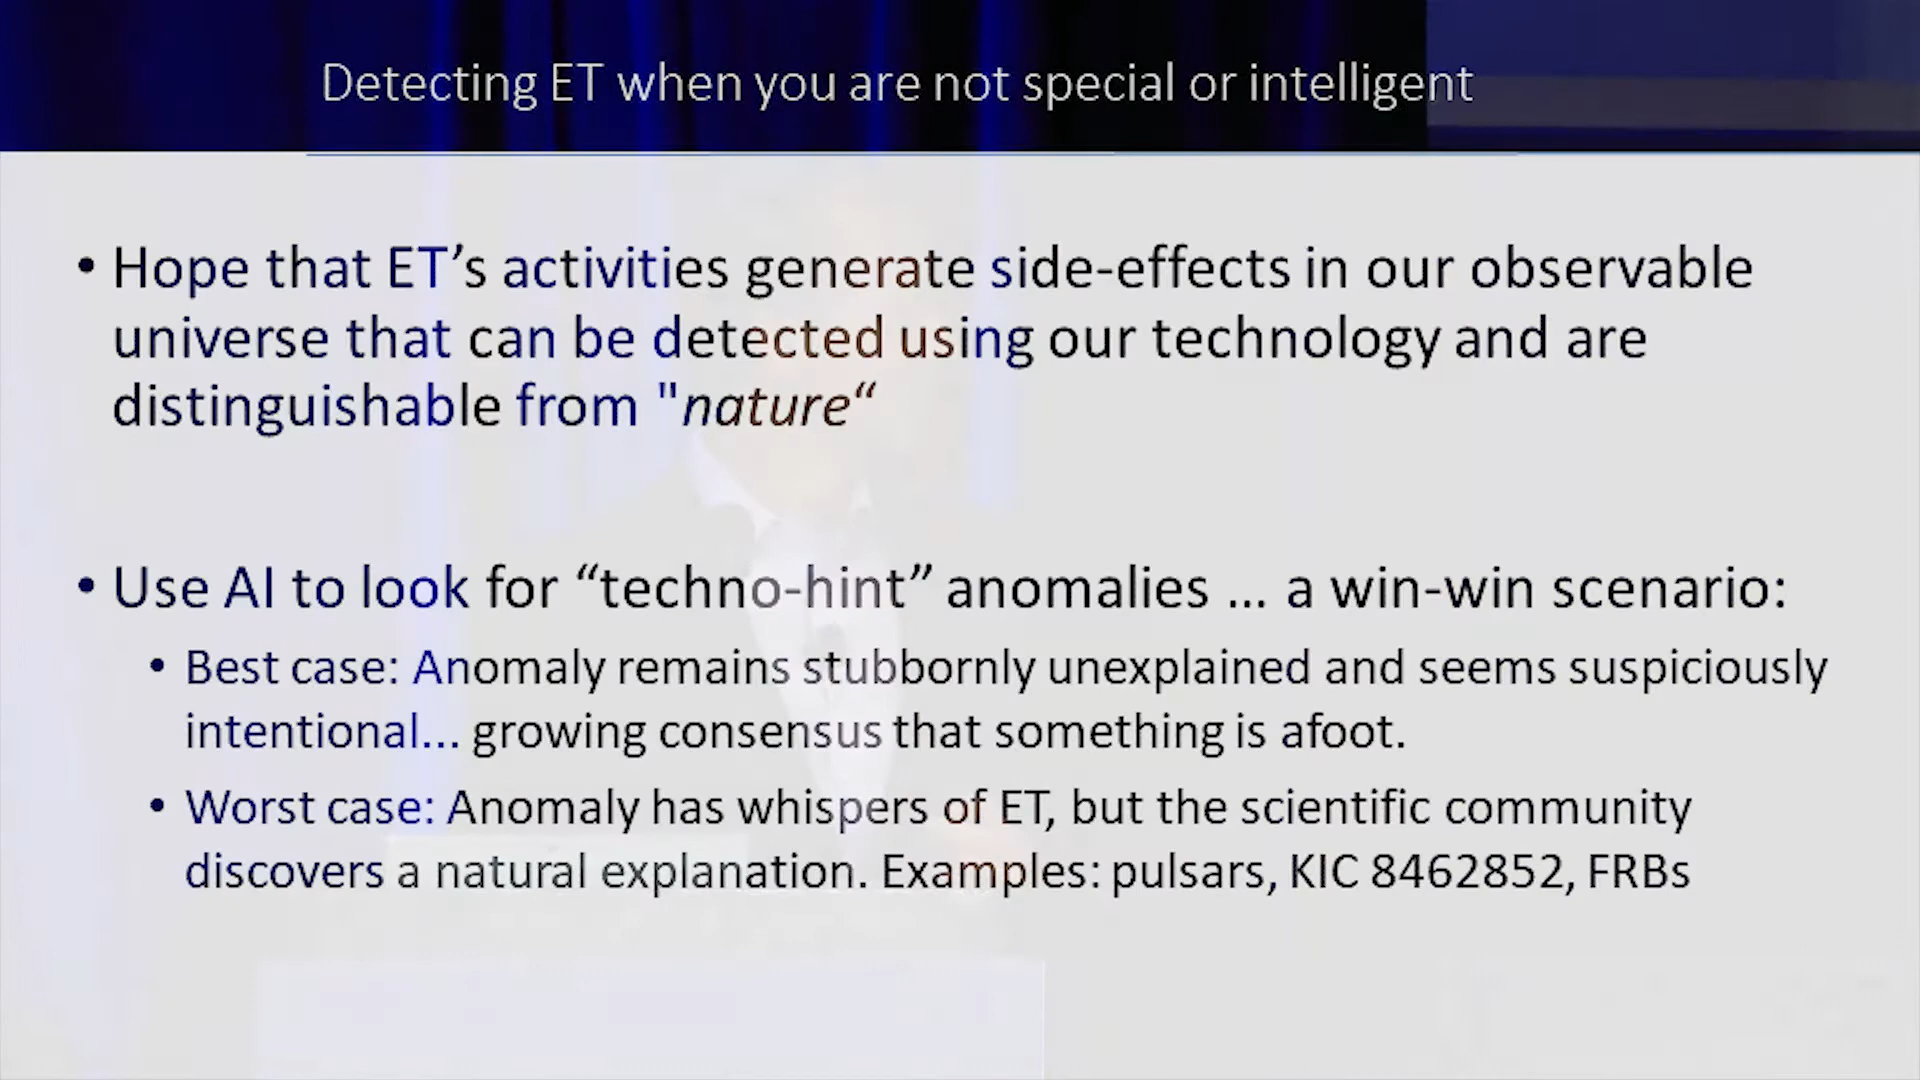 Detecting ET when you are not special or intelligent
• Hope that ET’s activities generate side-effects in our observable
universe that can be detected using our technology and are
distinguishable from "nature“
• Use AI to look for “techno-hint” anomalies ... a win-win scenario:
• Best case: Anomaly remains stubbornly unexplained and seems suspiciously
intentional... growing consensus that something is afoot.
• Worst case: Anomaly has whispers of ET, but the scientific community
discovers a natural explanation. Examples: pulsars, KIC 8462852, FRBs